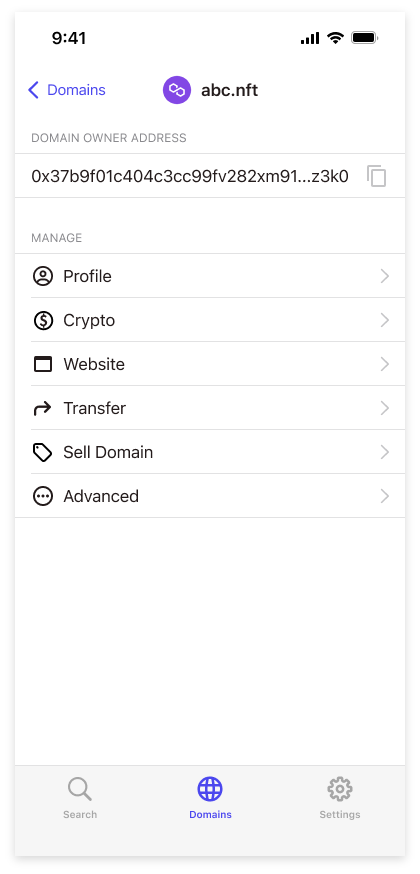 9:41
Domains
abc.nft
DOMAIN OWNER ADDRESS
0x37b9f01c404c3cc99fv282xm91...z3k0
MANAGE
Profile
Crypto
Website
Transfer
Sell Domain
Advanced
Search
Domains
Settings